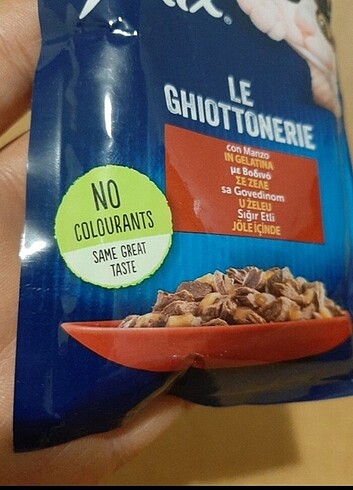 LE
GHIOTTONERIE
con Manzo
IN GELATINA
με Βοδινό
ΣΕ ΖΕΛΕ
sa Govedinom
U ŽELEU
Sığır Etli
JÖLE İÇİNDE
NO
COLOURANTS
SAME GREAT
TASTE